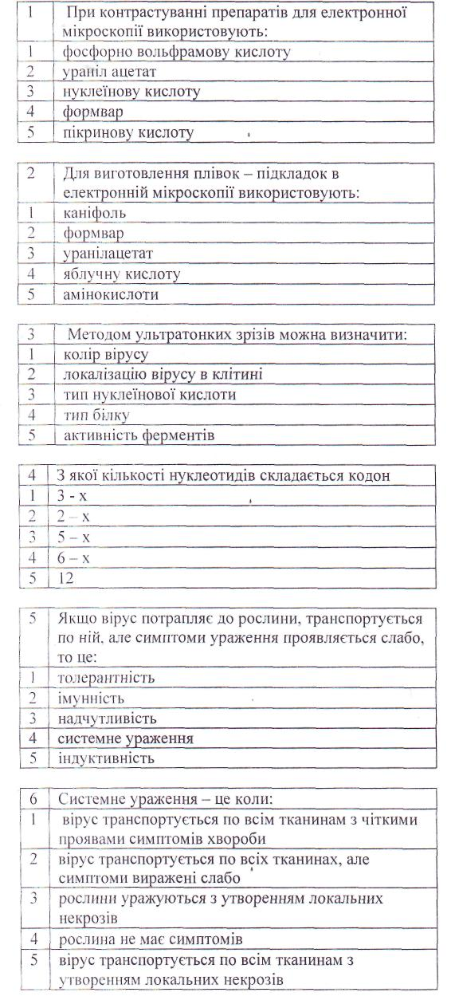 1 При контрастуванні препаратів для електронної
мікроскопії використовують:
1 фосфорно вольфрамову кислоту
2 ураніл ацетат
3 нуклеїнову кислоту
4 формвар
5 пікринову кислоту
2 Для виготовлення плівок – підкладок в
електронній мікроскопії використовують:
1 каніфоль
2 формвар
3 уранілацетат
4 яблучну кислоту
5 амінокислоти
3 Методом ультратонких зрізів можна визначити:
1 колір вірусу
2 локалізацію вірусу в клітині
3 тип нуклеїнової кислоти
4 тип білку
5 активність ферментів
4 З якої кількості нуклеотидів складається кодон
1 3 - х
2 2 – х
3 5 – х
4 6 – х
5 12
5 Якщо вірус потрапляє до рослини, транспортується
по ній, але симптоми ураження проявляється слабо,
то це:
1 толерантність
2 імунність
3 надчутливість
4 системне ураження
5 індуктивність
6 Системне ураження – це коли:
1 вірус транспортується по всім тканинам з чіткими
проявами симптомів хвороби
2 вірус транспортується по всіх тканинах, але
симптоми виражені слабо
3 рослини уражуються з утворенням локальних
некрозів
4 рослина не має симптомів
5 вірус транспортується по всім тканинам з
утворенням локальних некрозів